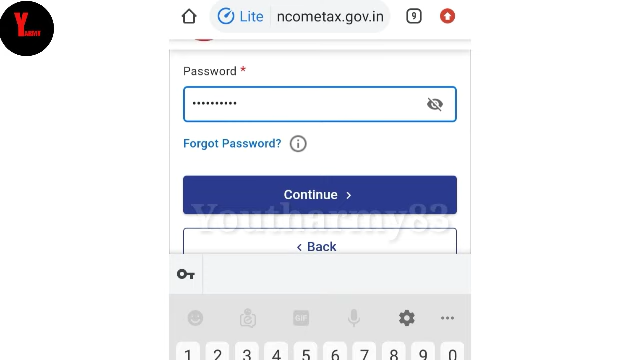 YARMY
Lite
ncometax.gov.in
9
Password *
••••••••••
Forgot Password?
Continue >
Youtharmy83
< Back
GIF
1 2 3 4 5 6 7 8 9 0